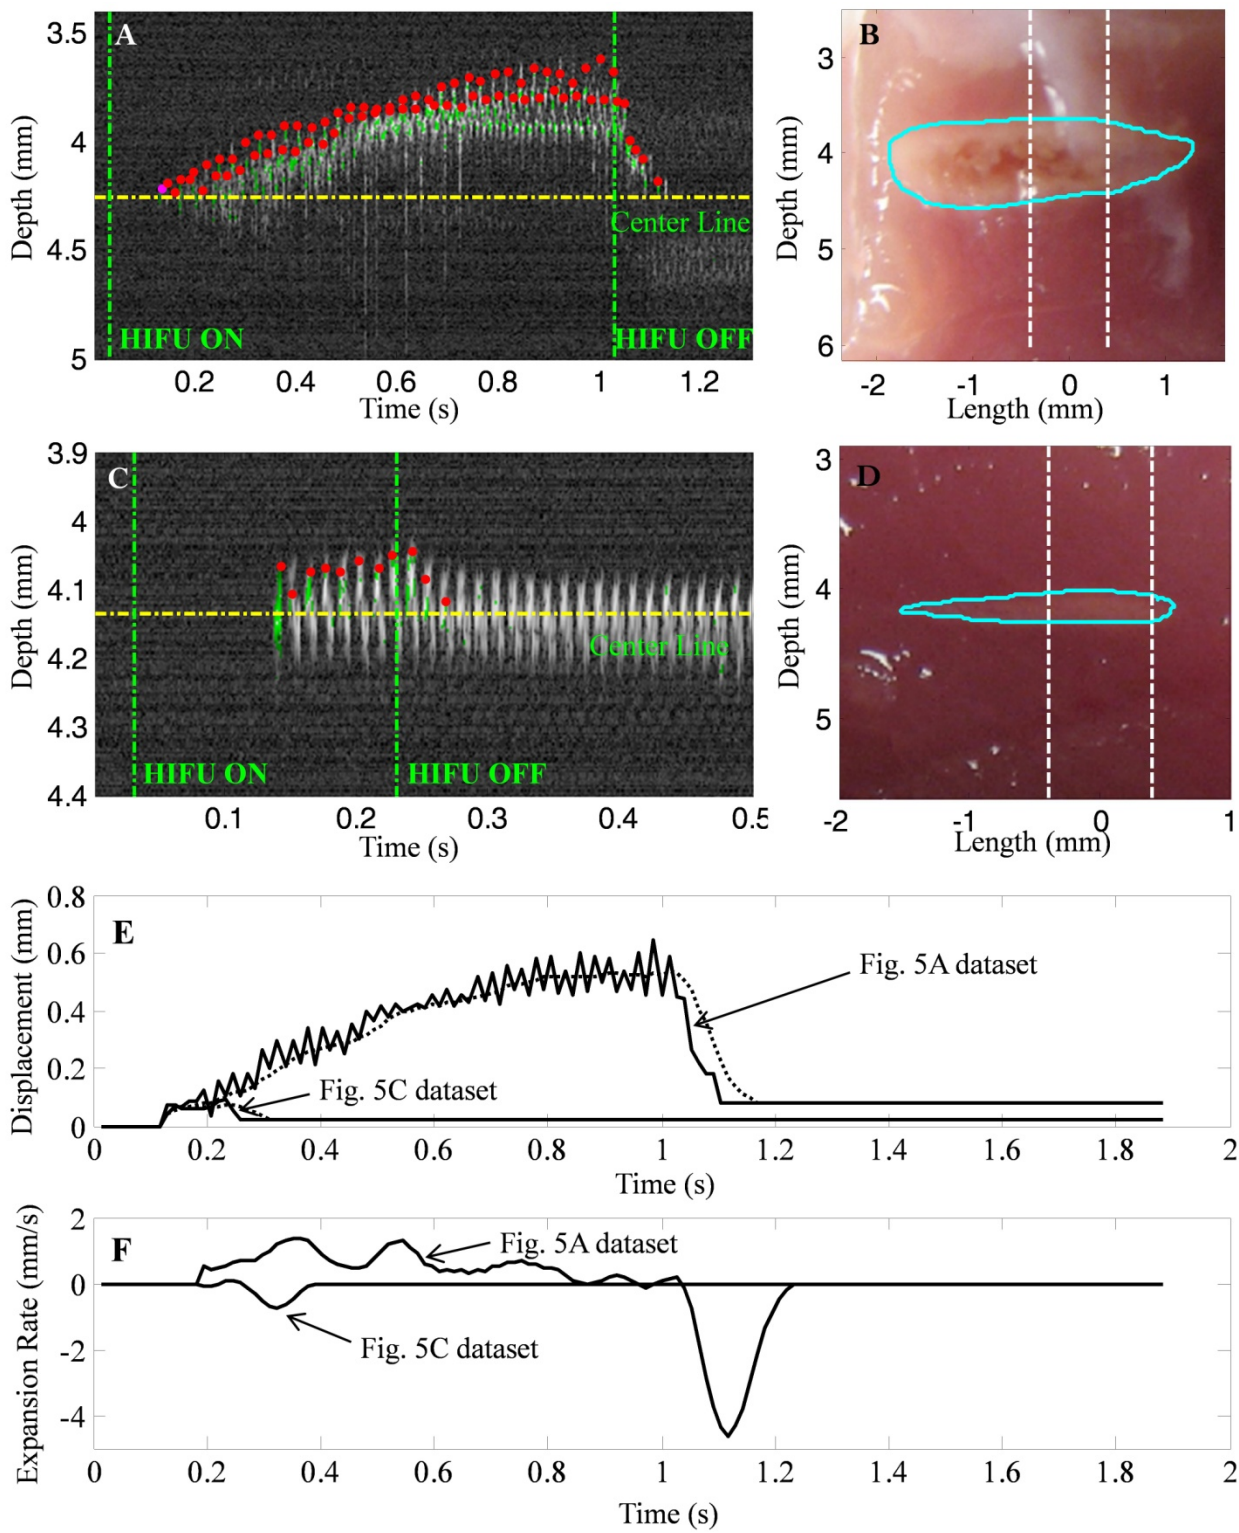 A
3.5
4
4.5
5
Depth (mm)
Center Line
HIFU ON
HIFU OFF
0.2
0.4
0.6
0.8
1
1.2
Time (s)
B
3
4
5
6
Depth (mm)
-2
-1
0
1
Length (mm)
C
3.9
4
4.1
4.2
4.3
4.4
Depth (mm)
Center Line
HIFU ON
HIFU OFF
0.1
0.2
0.3
0.4
0.5
Time (s)
D
3
4
5
Depth (mm)
-2
-1
0
1
Length (mm)
E
0.8
0.6
0.4
0.2
0
Displacement (mm)
Fig. 5A dataset
Fig. 5C dataset
0
0.2
0.4
0.6
0.8
1
1.2
1.4
1.6
1.8
2
Time (s)
F
2
0
-2
-4
Expansion Rate (mm/s)
Fig. 5A dataset
Fig. 5C dataset
0
0.2
0.4
0.6
0.8
1
1.2
1.4
1.6
1.8
2
Time (s)